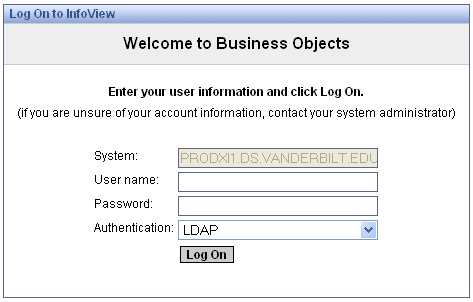 Log On to InfoView
Welcome to Business Objects
Enter your user information and click Log On.
(if you are unsure of your account information, contact your system administrator)
System: PRODXI1.DS.VANDERBILT.EDU
User name:
Password:
Authentication: LDAP
Log On